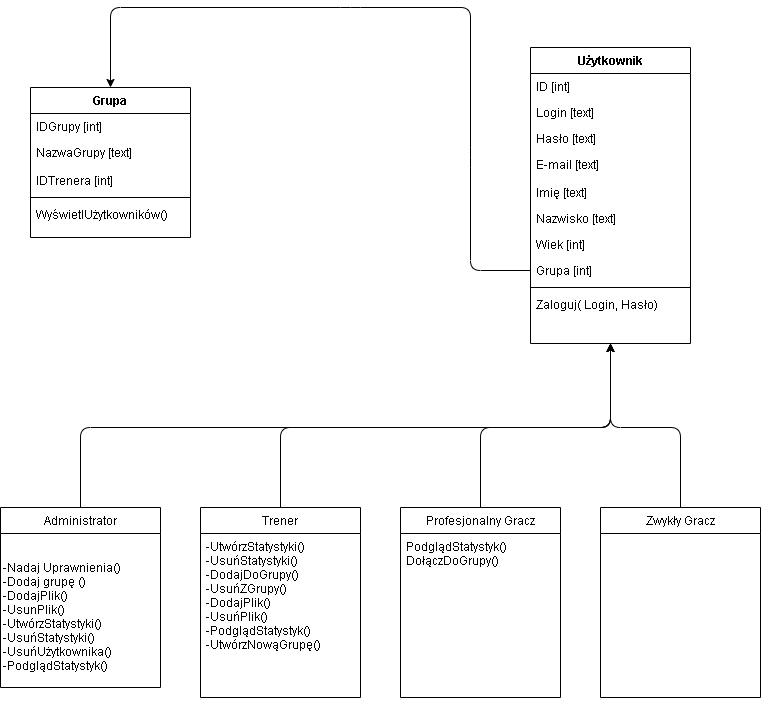 Grupa
IDGrupy [int]
NazwaGrupy [text]
IDTrenera [int]
WyświetlUżytkowników()
Użytkownik
ID [int]
Login [text]
Hasło [text]
E-mail [text]
Imię [text]
Nazwisko [text]
Wiek [int]
Grupa [int]
Zaloguj( Login, Hasło)
Administrator
-Nadaj Uprawnienia()
-Dodaj grupę ()
-DodajPlik()
-UsunPlik()
-UtwórzStatystyki()
-UsuńStatystyki()
-UsuńUżytkownika()
-PodglądStatystyk()
Trener
-UtwórzStatystyki()
-UsuńStatystyki()
-DodajDoGrupy()
-UsuńZGrupy()
-DodajPlik()
-UsuńPlik()
-PodglądStatystyk()
-UtwórzNowąGrupę()
Profesjonalny Gracz
PodglądStatystyk()
DołączDoGrupy()
Zwykły Gracz